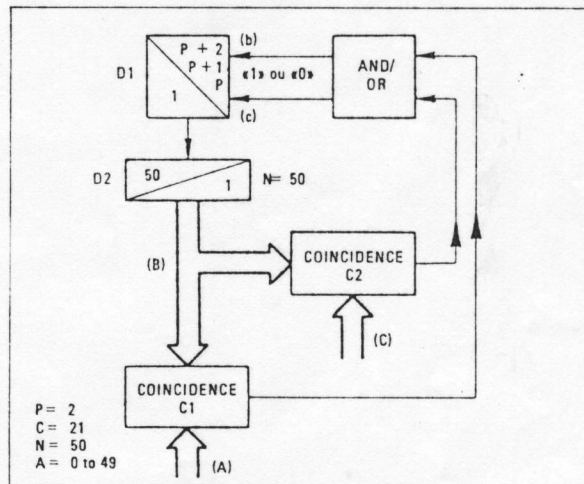 D1
P + 2
P + 1
P
1
(b)
«1» ou «0»
(c)
AND/
OR
D2
50
1
N= 50
(B)
COINCIDENCE
C2
(C)
COINCIDENCE
C1
(A)
P= 2
C= 21
N= 50
A= 0 to 49